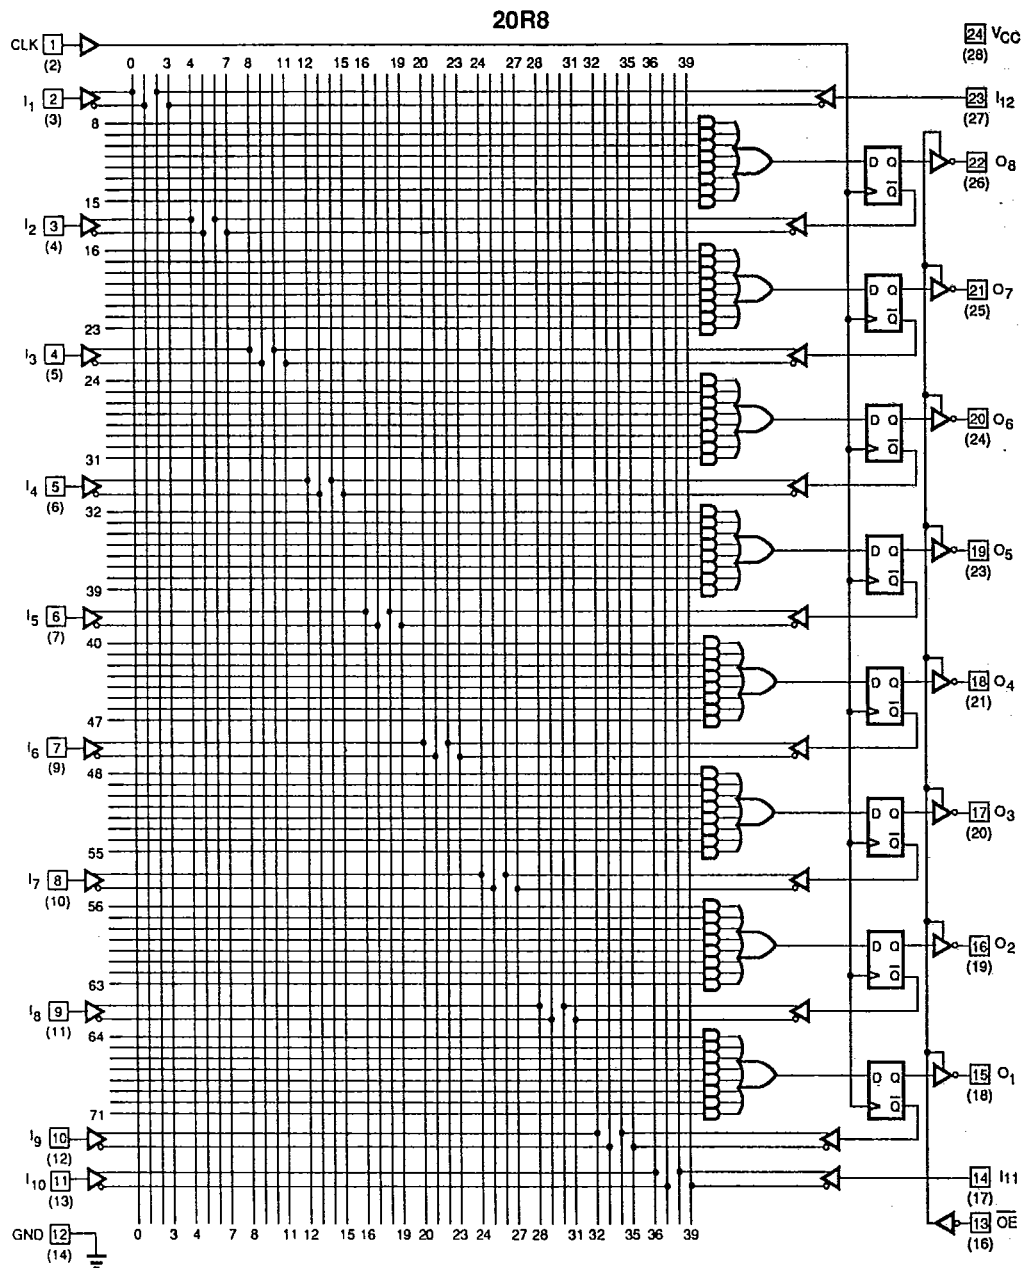 20R8
24 VCC
(28)
CLK 1
(2)
0 3 4 7 8 11 12 15 16 19 20 23 24 27 28 31 32 35 36 39
I1 2
(3)
23 I12
(27)
8
D Q
Q̅
22 O8
(26)
15
I2 3
(4)
16
D Q
Q̅
21 O7
(25)
23
I3 4
(5)
24
D Q
Q̅
20 O6
(24)
31
I4 5
(6)
32
D Q
Q̅
19 O5
(23)
39
I5 6
(7)
40
D Q
Q̅
18 O4
(21)
47
I6 7
(9)
48
D Q
Q̅
17 O3
(20)
55
I7 8
(10)
56
D Q
Q̅
16 O2
(19)
63
I8 9
(11)
64
D Q
Q̅
15 O1
(18)
71
I9 10
(12)
I10 11
(13)
14 I11
(17)
GND 12
(14)
0 3 4 7 8 11 12 15 16 19 20 23 24 27 28 31 32 35 36 39
13 O̅E̅
(16)